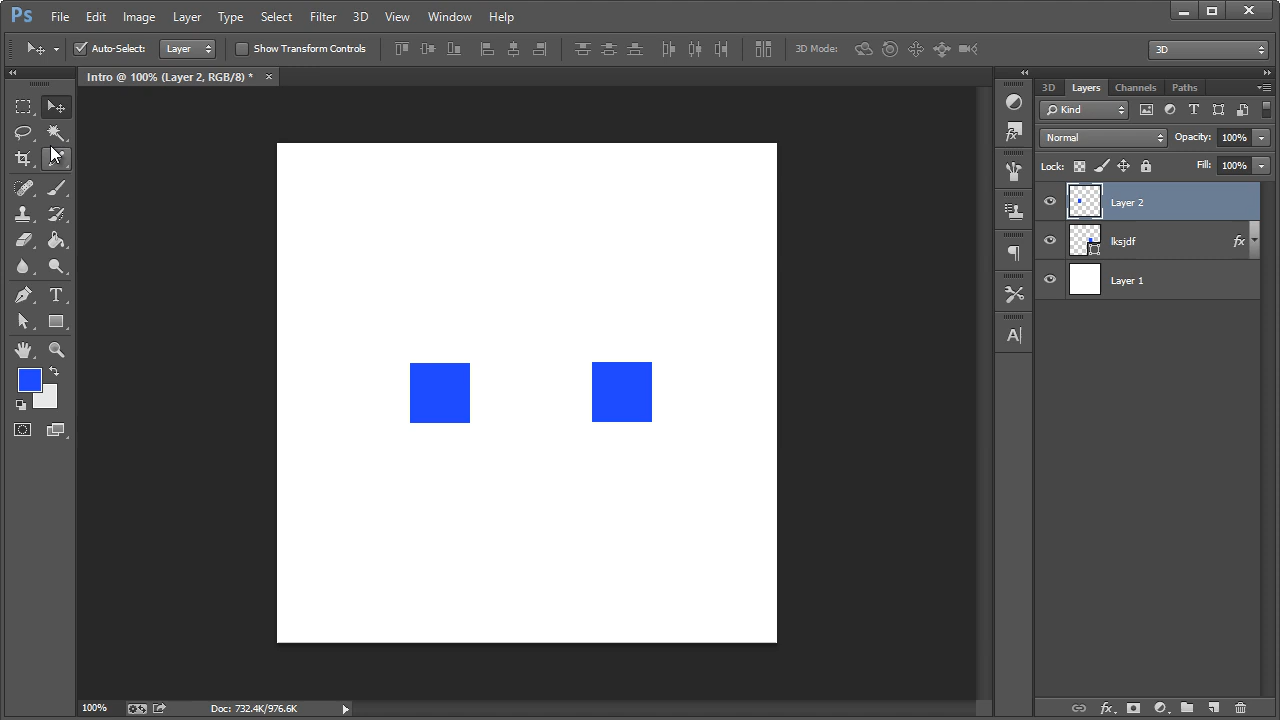 Ps File Edit Image Layer Type Select Filter 3D View Window Help
Auto-Select: Layer Show Transform Controls 3D Mode: 3D
Intro @ 100% (Layer 2, RGB/8) * ×
3D Layers Channels Paths
Kind
Normal Opacity: 100%
Lock: Fill: 100%
Layer 2
lksjdf fx
Layer 1
100% Doc: 732.4K/976.6K